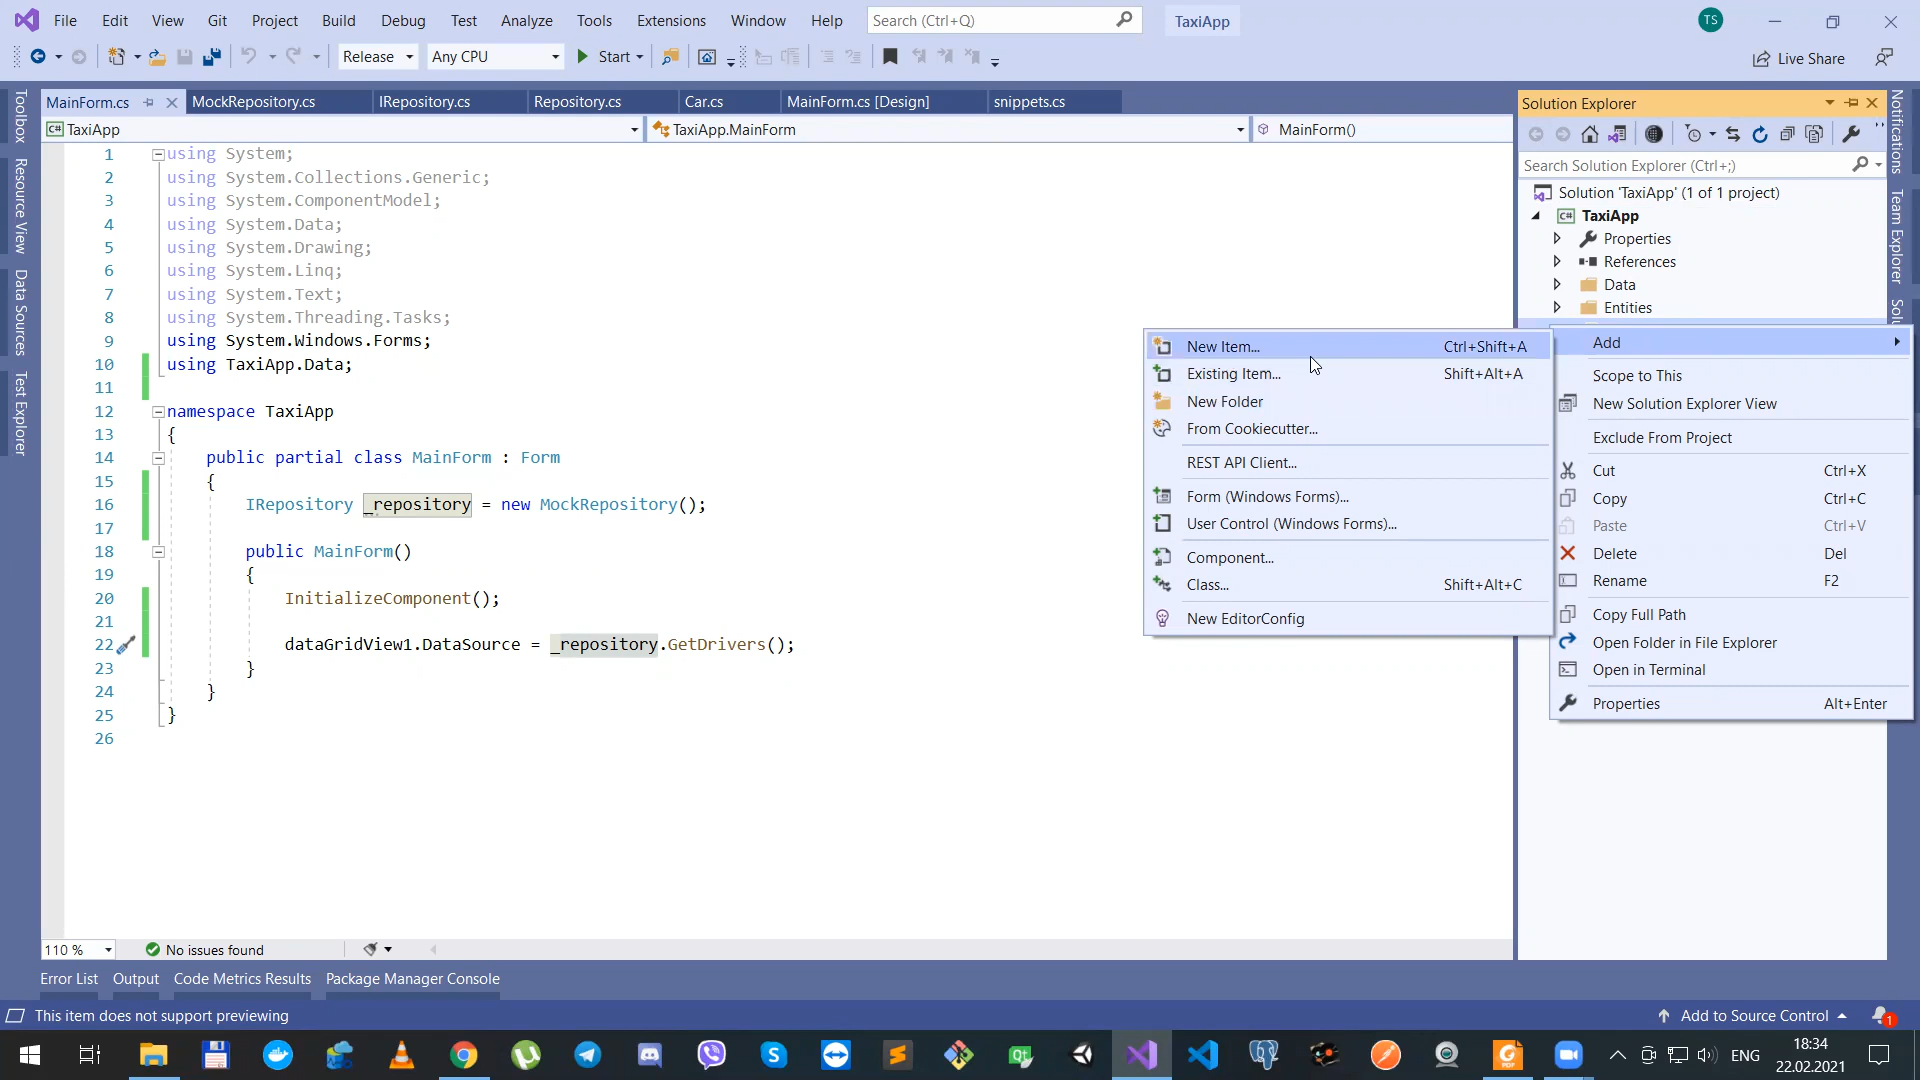 File Edit View Git Project Build Debug Test Analyze Tools Extensions Window Help Search (Ctrl+Q) TaxiApp TS
Release Any CPU Start Live Share
MainForm.cs MockRepository.cs IRepository.cs Repository.cs Car.cs MainForm.cs [Design] snippets.cs
C# TaxiApp TaxiApp.MainForm MainForm()
Toolbox
Resource View
Data Sources
Test Explorer
1 using System;
2 using System.Collections.Generic;
3 using System.ComponentModel;
4 using System.Data;
5 using System.Drawing;
6 using System.Linq;
7 using System.Text;
8 using System.Threading.Tasks;
9 using System.Windows.Forms;
10 using TaxiApp.Data;
11
12 namespace TaxiApp
13 {
14 public partial class MainForm : Form
15 {
16 IRepository _repository = new MockRepository();
17
18 public MainForm()
19 {
20 InitializeComponent();
21
22 dataGridView1.DataSource = _repository.GetDrivers();
23 }
24 }
25 }
26
New Item... Ctrl+Shift+A
Existing Item... Shift+Alt+A
New Folder
From Cookiecutter...
REST API Client...
Form (Windows Forms)...
User Control (Windows Forms)...
Component...
Class... Shift+Alt+C
New EditorConfig
Solution Explorer
Search Solution Explorer (Ctrl+;)
Solution 'TaxiApp' (1 of 1 project)
C# TaxiApp
Properties
References
Data
Entities
Add
Scope to This
New Solution Explorer View
Exclude From Project
Cut Ctrl+X
Copy Ctrl+C
Paste Ctrl+V
Delete Del
Rename F2
Copy Full Path
Open Folder in File Explorer
Open in Terminal
Properties Alt+Enter
Notifications
Team Explorer
110 % No issues found
Error List Output Code Metrics Results Package Manager Console
This item does not support previewing Add to Source Control 1
ENG 18:34
22.02.2021